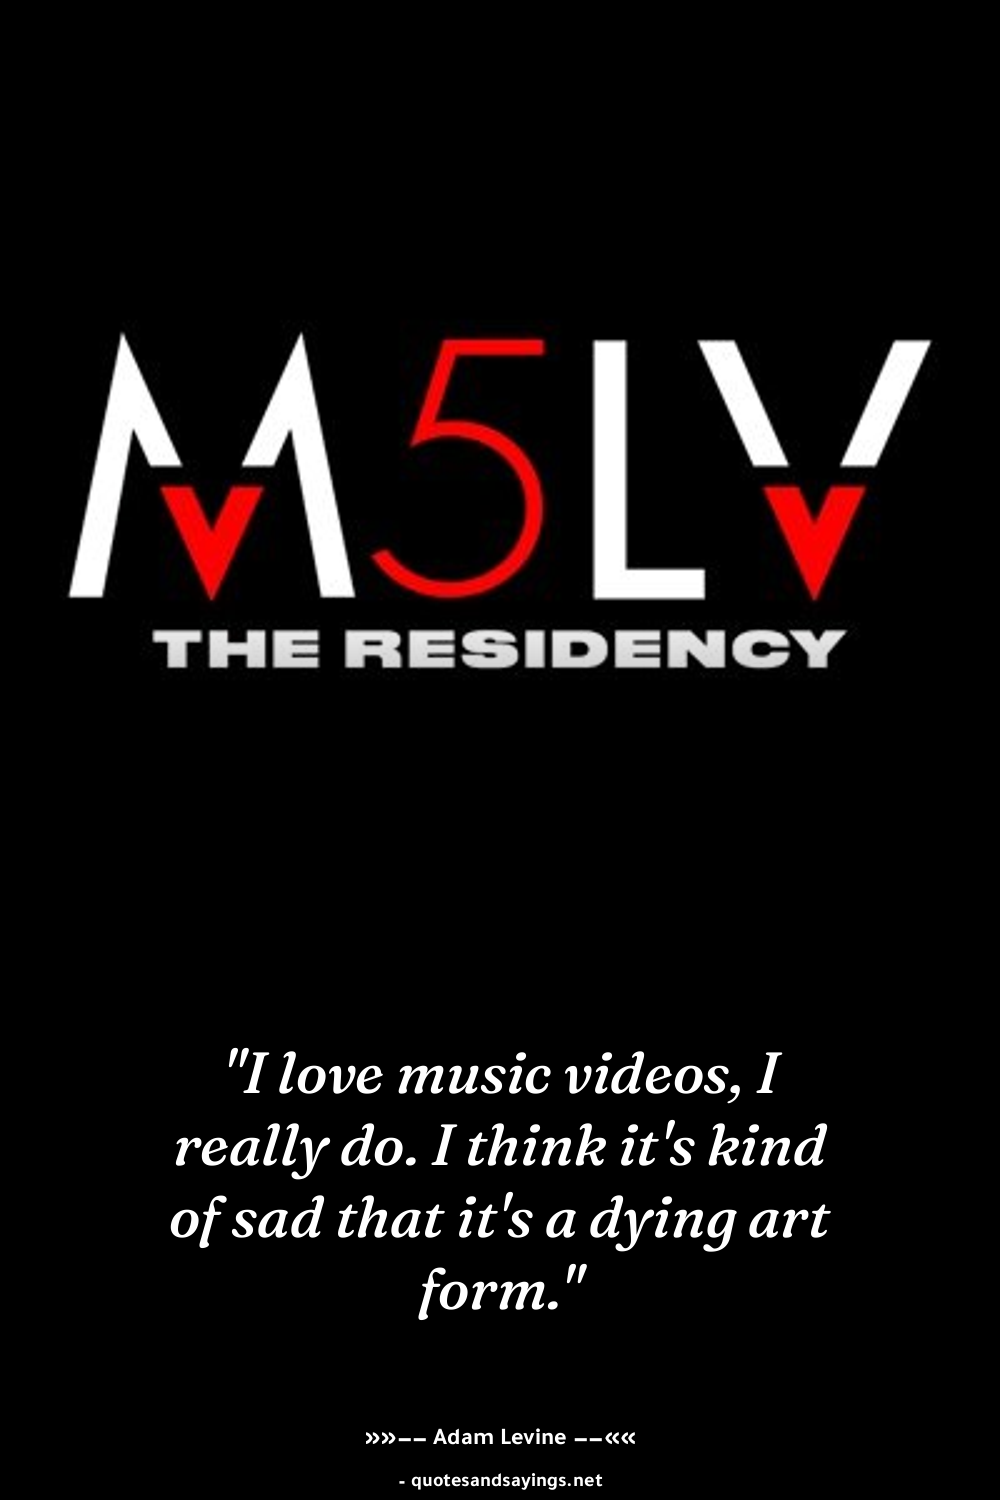 M5LV
THE RESIDENCY
"I love music videos, I
really do. I think it's kind
of sad that it's a dying art
form."
»»−− Adam Levine −−««
- quotesandsayings.net